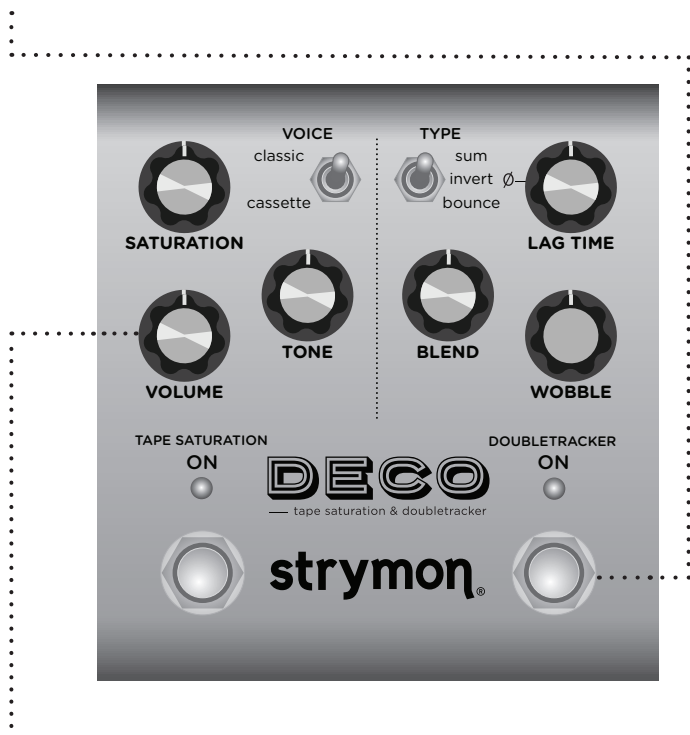 VOICE
classic
cassette
SATURATION
TYPE
sum
invert Ø
bounce
LAG TIME
VOLUME
TONE
BLEND
WOBBLE
TAPE SATURATION
ON
DOUBLETRACKER
ON
DECO
tape saturation & doubletracker
strymon®